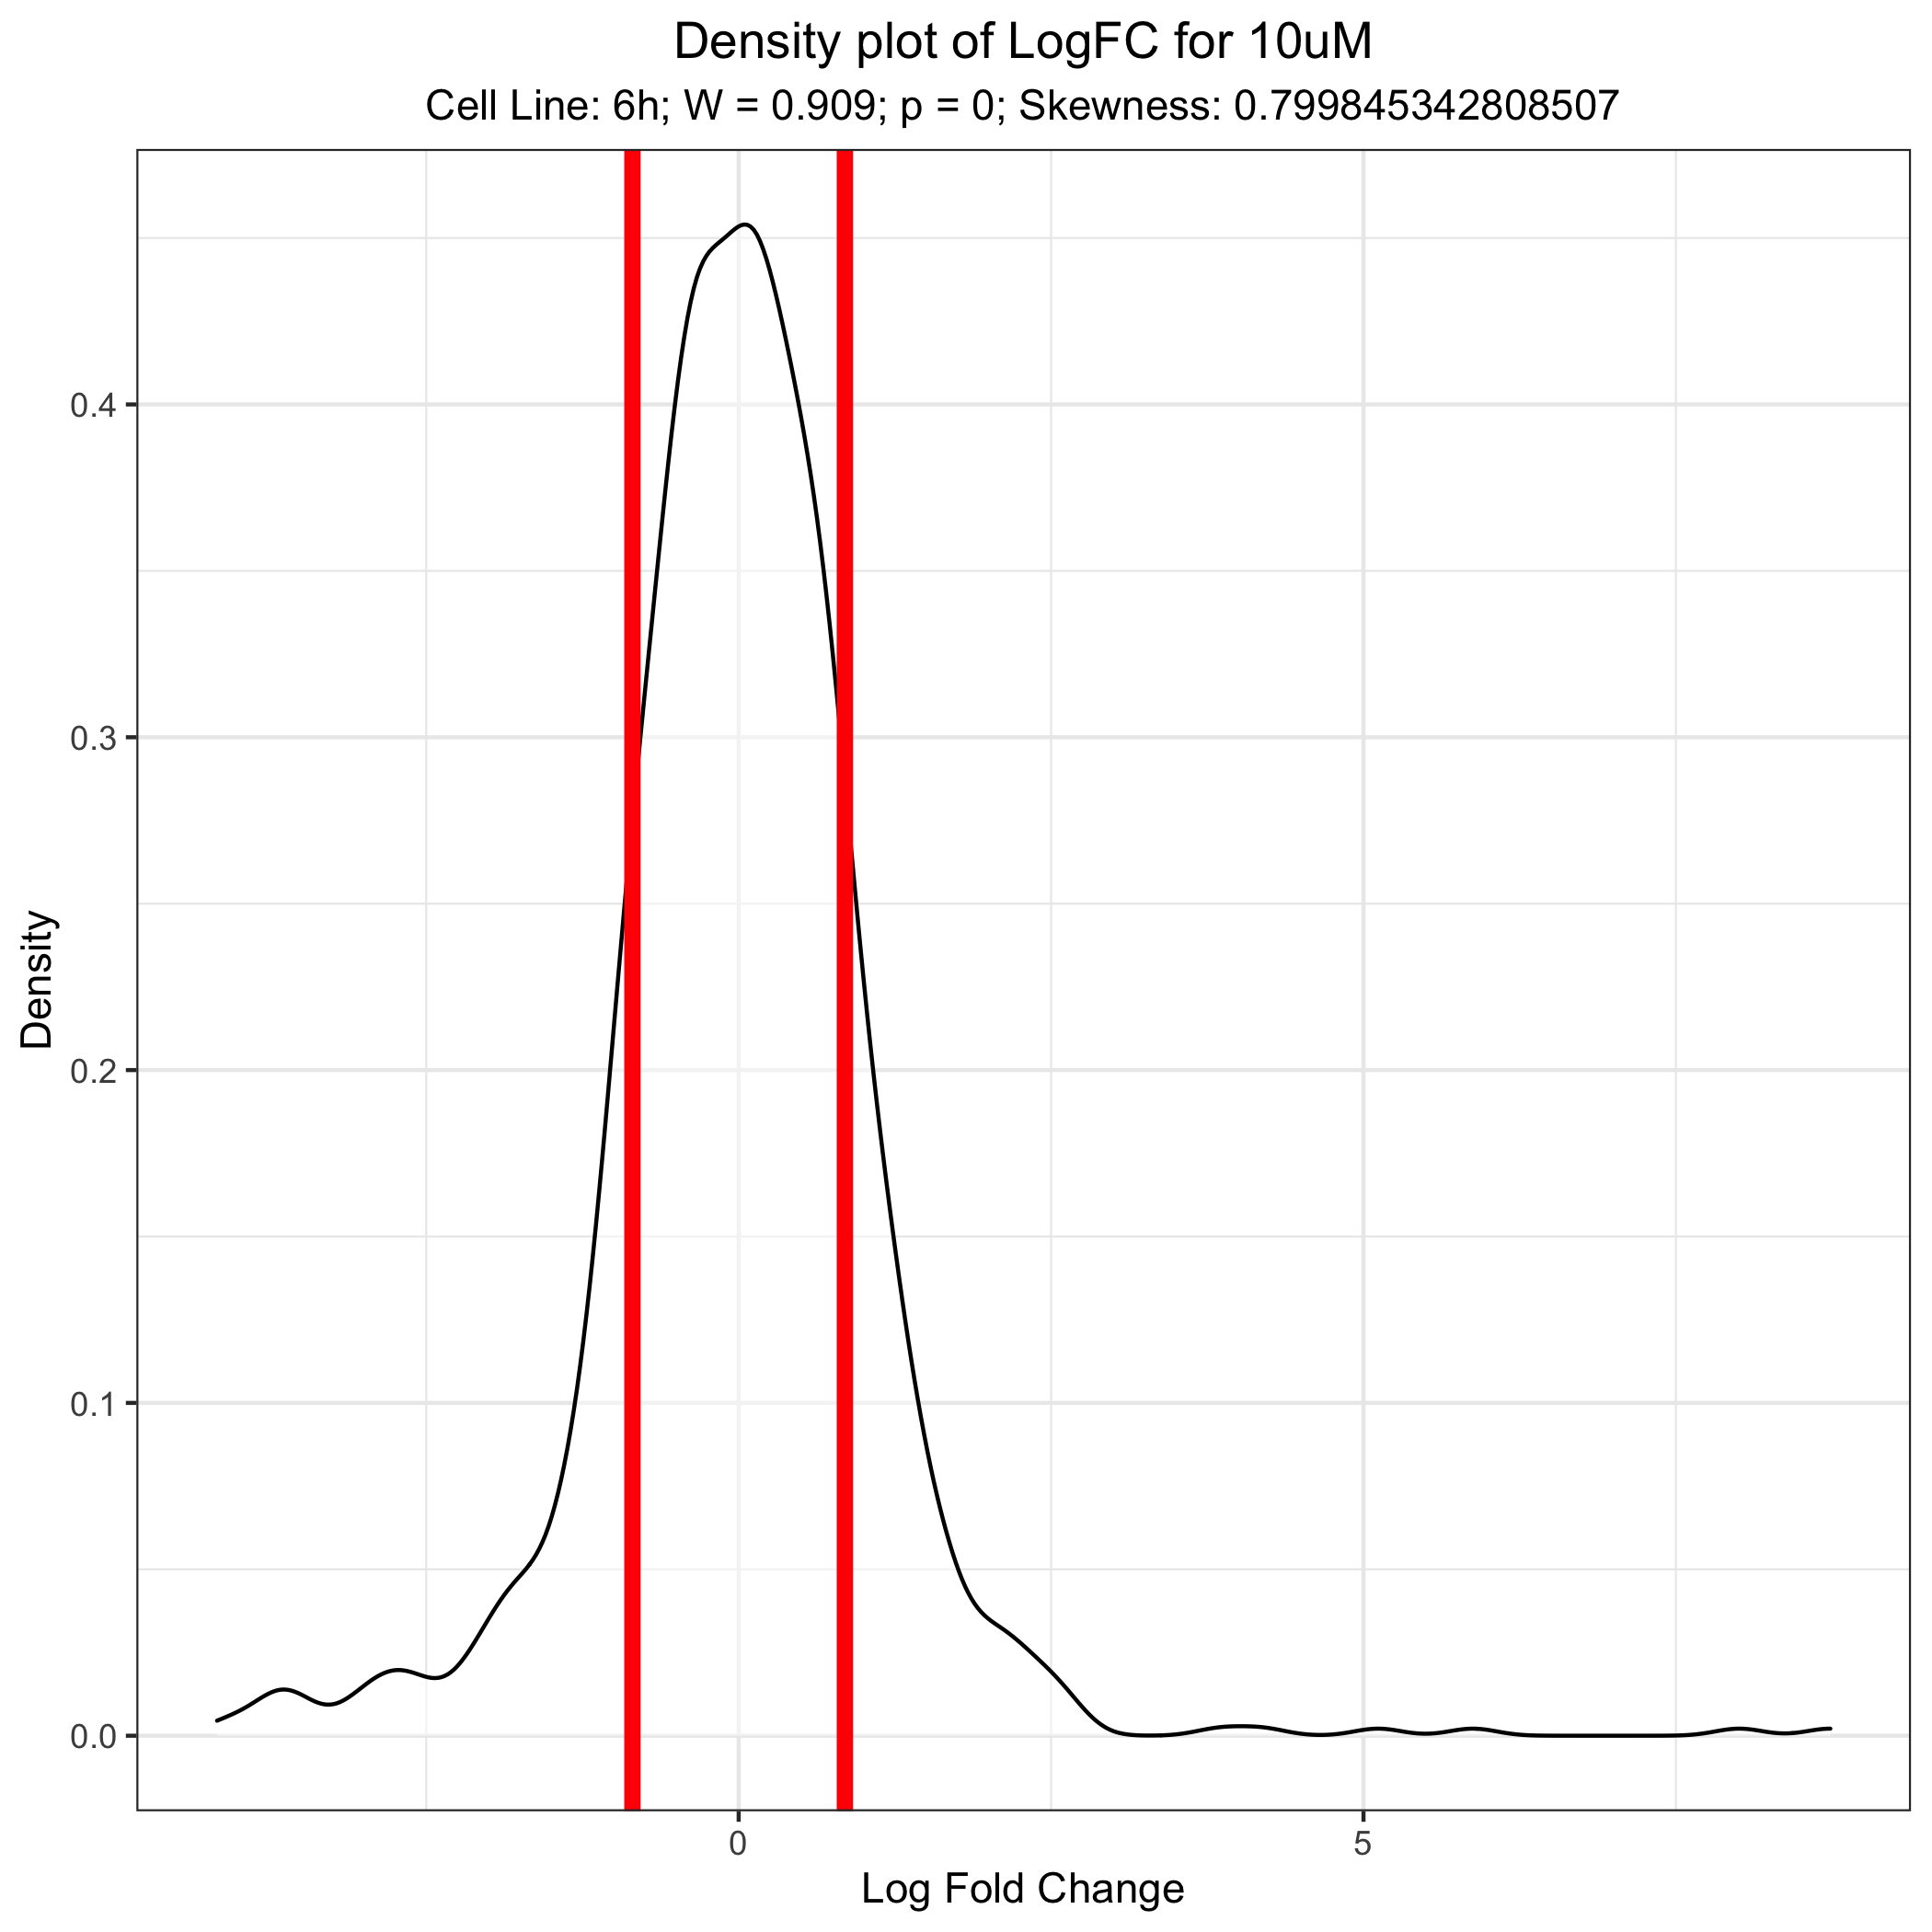 Density plot of LogFC for 10uM
Cell Line: 6h; W = 0.909; p = 0; Skewness: 0.799845342808507
Density
0.4
0.3
0.2
0.1
0.0
0
5
Log Fold Change